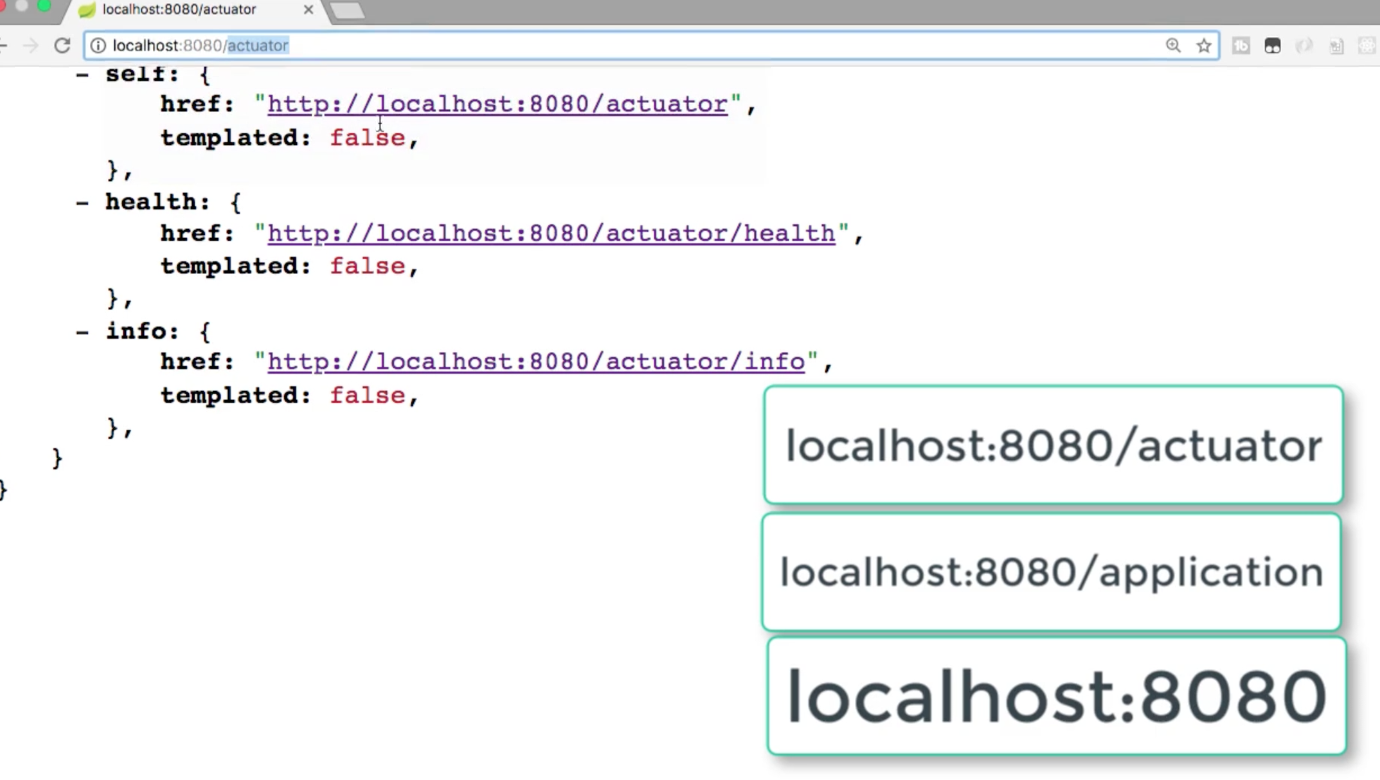 localhost:8080/actuator
localhost:8080/actuator
- self: {
href: "http://localhost:8080/actuator",
templated: false,
},
- health: {
href: "http://localhost:8080/actuator/health",
templated: false,
},
- info: {
href: "http://localhost:8080/actuator/info",
templated: false,
},
}
}
localhost:8080/actuator
localhost:8080/application
localhost:8080